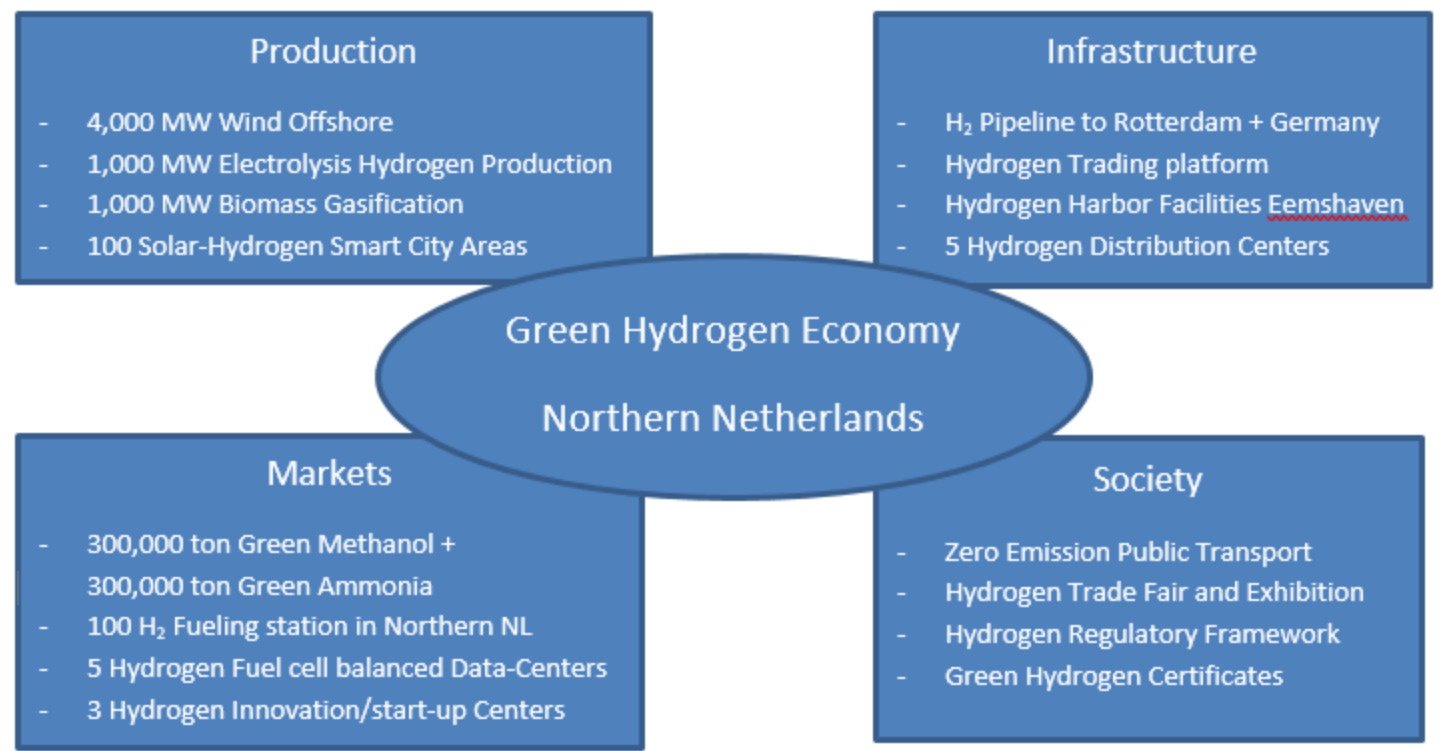 Production
- 4,000 MW Wind Offshore
- 1,000 MW Electrolysis Hydrogen Production
- 1,000 MW Biomass Gasification
- 100 Solar-Hydrogen Smart City Areas
Infrastructure
- H₂ Pipeline to Rotterdam + Germany
- Hydrogen Trading platform
- Hydrogen Harbor Facilities Eemshaven
- 5 Hydrogen Distribution Centers
Green Hydrogen Economy
Northern Netherlands
Markets
- 300,000 ton Green Methanol +
300,000 ton Green Ammonia
- 100 H₂ Fueling station in Northern NL
- 5 Hydrogen Fuel cell balanced Data-Centers
- 3 Hydrogen Innovation/start-up Centers
Society
- Zero Emission Public Transport
- Hydrogen Trade Fair and Exhibition
- Hydrogen Regulatory Framework
- Green Hydrogen Certificates